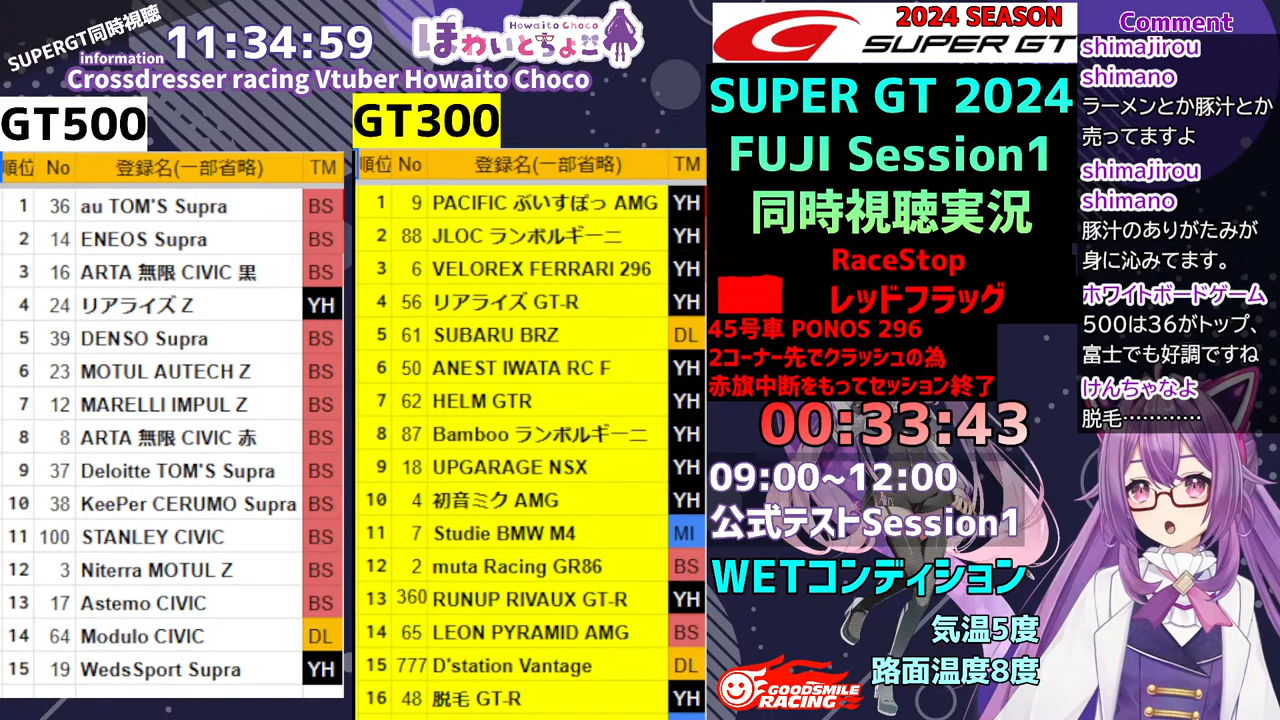 SUPERGT同時視聴
information
11:34:59
ほわいとちょこ
Howaito Choco
Crossdresser racing Vtuber Howaito Choco
GT500
順位 No 登録名(一部省略) TM
1 36 au TOM'S Supra BS
2 14 ENEOS Supra BS
3 16 ARTA 無限 CIVIC 黒 BS
4 24 リアライズ Z YH
5 39 DENSO Supra BS
6 23 MOTUL AUTECH Z BS
7 12 MARELLI IMPUL Z BS
8 8 ARTA 無限 CIVIC 赤 BS
9 37 Deloitte TOM'S Supra BS
10 38 KeePer CERUMO Supra BS
11 100 STANLEY CIVIC BS
12 3 Niterra MOTUL Z BS
13 17 Astemo CIVIC BS
14 64 Modulo CIVIC DL
15 19 WedsSport Supra YH
GT300
順位 No 登録名(一部省略) TM
1 9 PACIFIC ぶいすぽっ AMG YH
2 88 JLOC ランボルギーニ YH
3 6 VELOREX FERRARI 296 YH
4 56 リアライズ GT-R YH
5 61 SUBARU BRZ DL
6 50 ANEST IWATA RC F YH
7 62 HELM GTR YH
8 87 Bamboo ランボルギーニ YH
9 18 UPGARAGE NSX YH
10 4 初音ミク AMG YH
11 7 Studie BMW M4 MI
12 2 muta Racing GR86 BS
13 360 RUNUP RIVAUX GT-R YH
14 65 LEON PYRAMID AMG BS
15 777 D'station Vantage DL
16 48 脱毛 GT-R YH
2024 SEASON
SUPER GT
SUPER GT 2024
FUJI Session1
同時視聴実況
RaceStop
レッドフラッグ
45号車 PONOS 296
2コーナー先でクラッシュの為
赤旗中断をもってセッション終了
00:33:43
09:00~12:00
公式テストSession1
WETコンディション
気温5度
路面温度8度
GOODSMILE
RACING
Comment
shimajirou
shimano
ラーメンとか豚汁とか
売ってますよ
shimajirou
shimano
豚汁のありがたみが
身に沁みてます。
ホワイトボードゲーム
500は36がトップ、
富士でも好調ですね
けんちゃなよ
脱毛…………